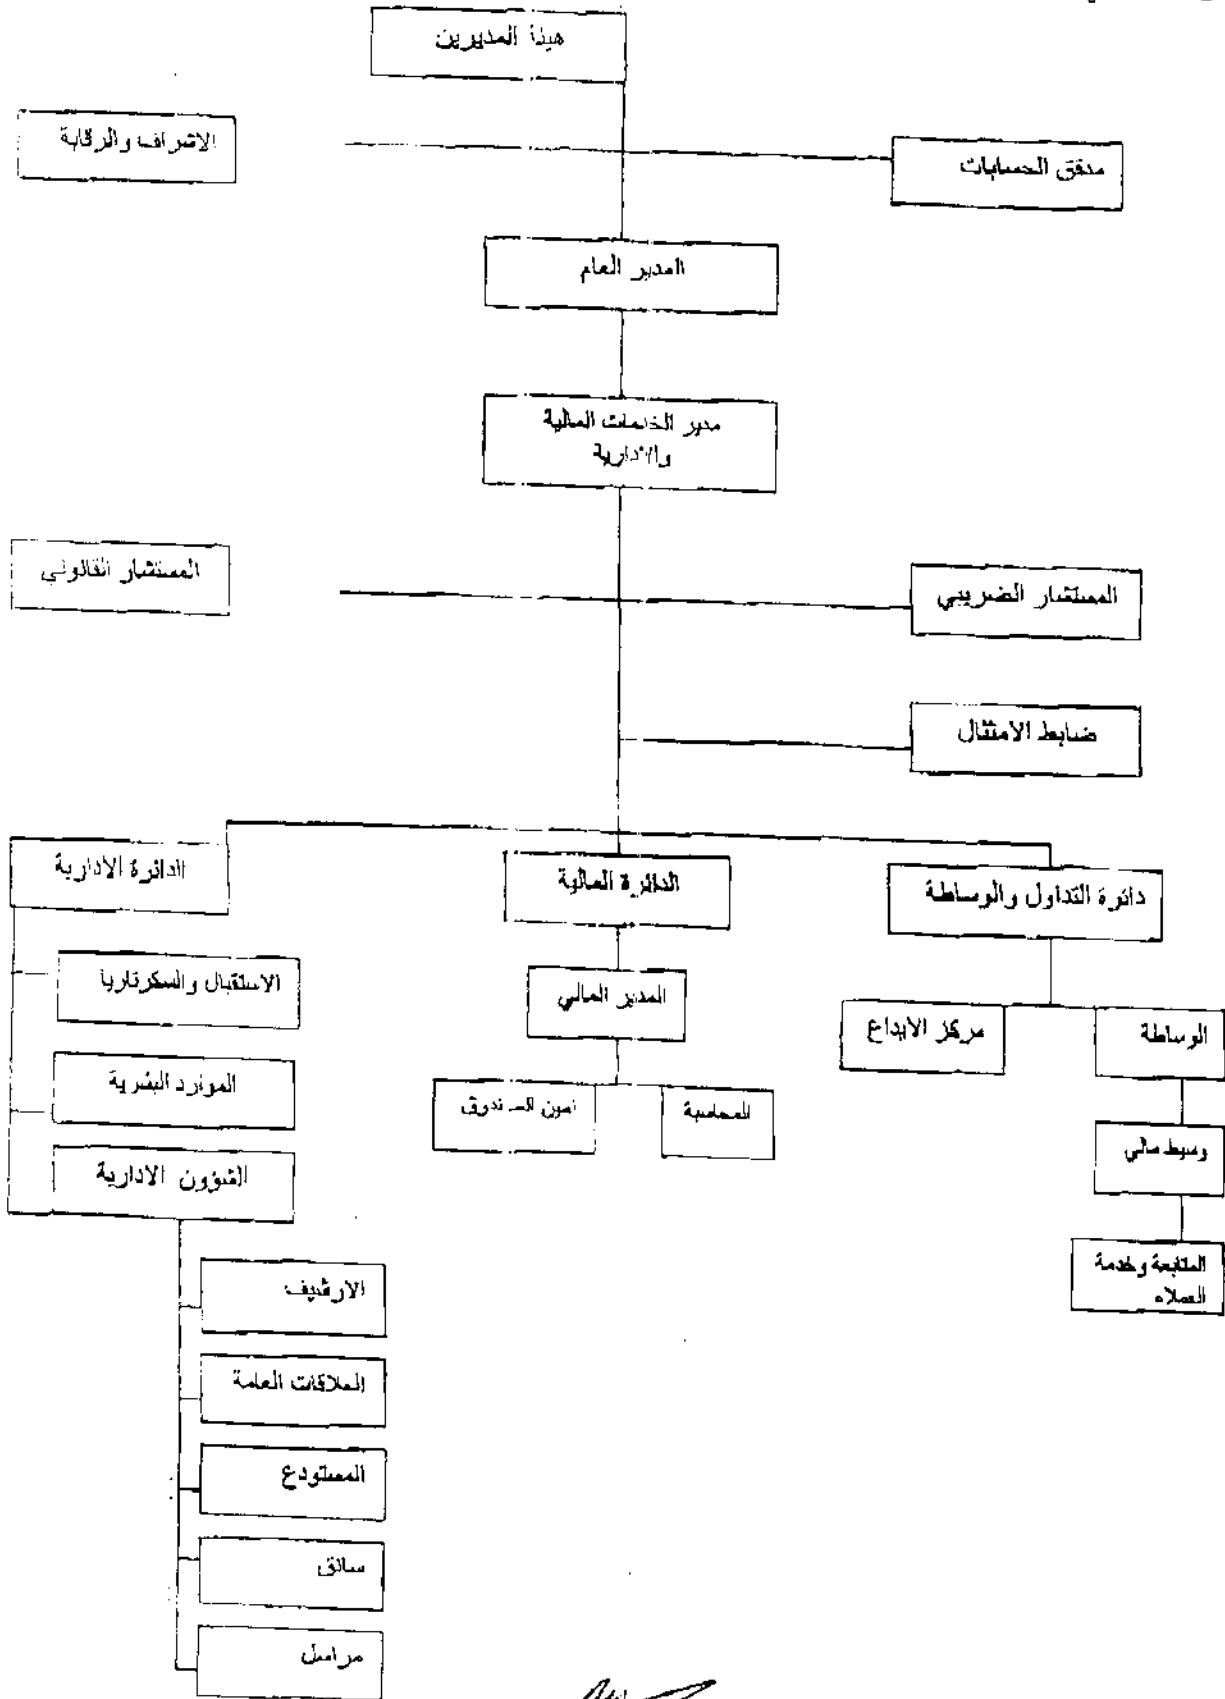 هيئة المديرين
الاشراف والرقابة
مدقق الحسابات
المدير العام
مدير الخدمات المالية
والادارية
المستشار القانوني
المستشار الضريبي
ضابط الامتثال
الدائرة الادارية
الدائرة المالية
دائرة التداول والوساطة
الاستقبال والسكرتاريا
المدير المالي
مركز الايداع
الوساطة
الموارد البشرية
امين الصندوق
المحاسبة
وسيط مالي
الشؤون الادارية
المتابعة وخدمة
العملاء
الارشيف
العلاقات العامة
المستودع
سائق
مراسل